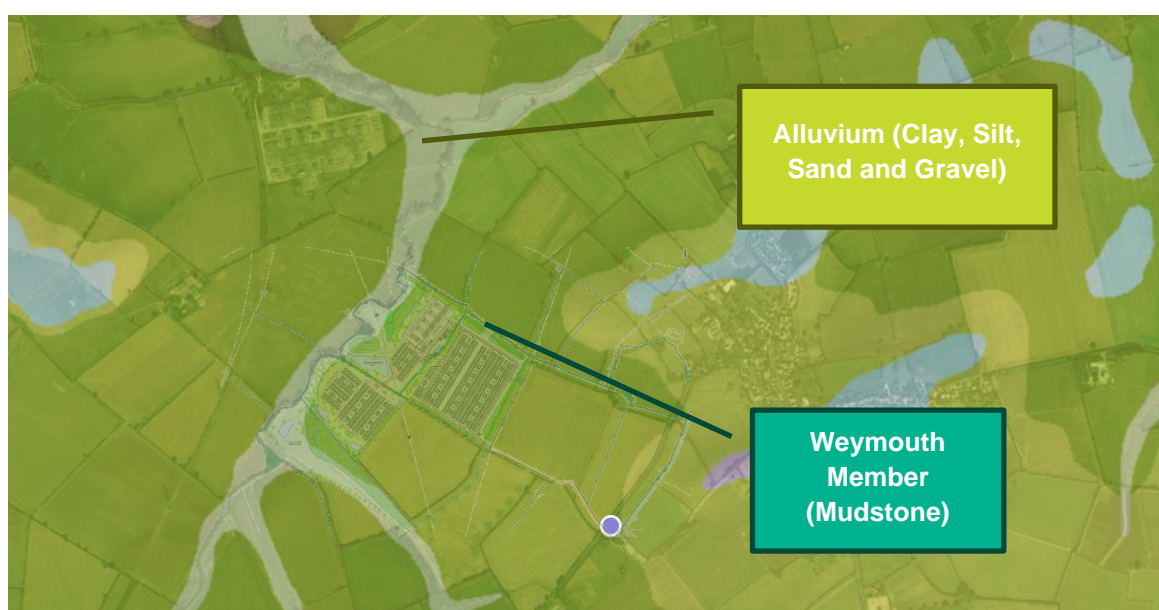 Alluvium (Clay, Silt,
Sand and Gravel)
Weymouth
Member
(Mudstone)